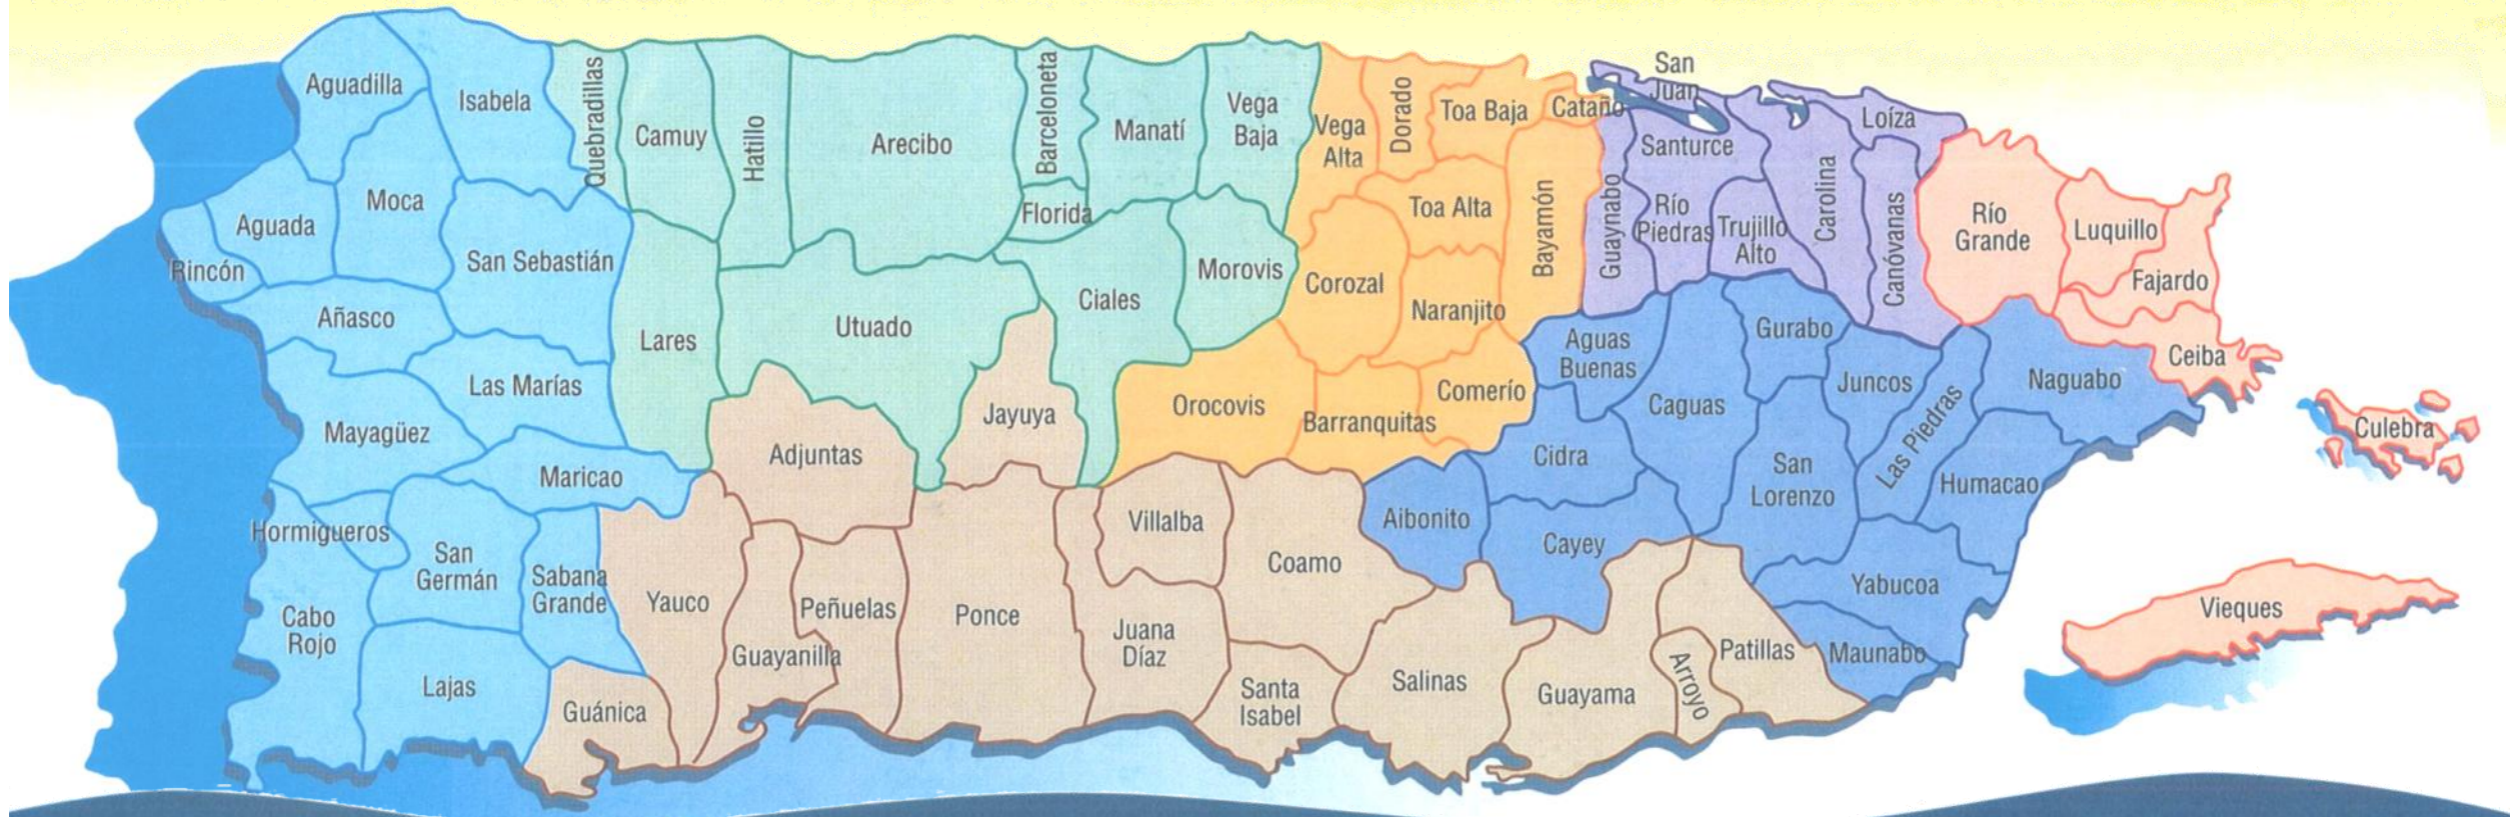 Aguadilla
Isabela
Quebradillas
Camuy
Hatillo
Arecibo
Barceloneta
Manatí
Vega
Baja
Vega
Alta
Dorado
Toa Baja
Cataño
San
Juan
Loíza
Santurce
Moca
Aguada
Rincón
San Sebastián
Florida
Morovis
Ciales
Toa Alta
Bayamón
Guaynabo
Río
Piedras
Trujillo
Alto
Carolina
Canóvanas
Río
Grande
Luquillo
Fajardo
Ceiba
Añasco
Lares
Utuado
Corozal
Naranjito
Aguas
Buenas
Gurabo
Juncos
Naguabo
Las Marías
Mayagüez
Maricao
Adjuntas
Jayuya
Orocovis
Barranquitas
Comerío
Caguas
Cidra
San
Lorenzo
Las Piedras
Humacao
Culebra
Hormigueros
San
Germán
Sabana
Grande
Yauco
Peñuelas
Guayanilla
Ponce
Villalba
Coamo
Aibonito
Cayey
Yabucoa
Vieques
Cabo
Rojo
Lajas
Guánica
Juana
Díaz
Santa
Isabel
Salinas
Guayama
Arroyo
Patillas
Maunabo